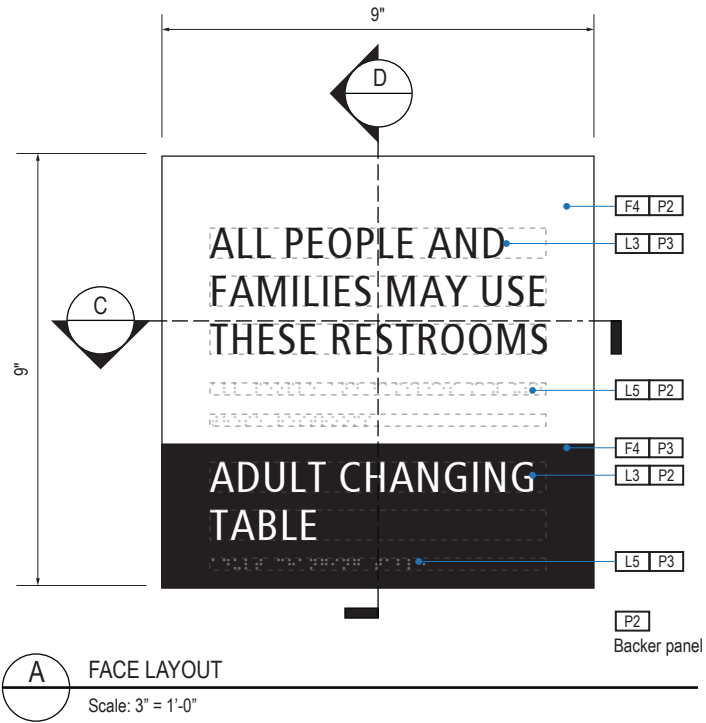 9"
D
9"
F4 P2
ALL PEOPLE AND
L3 P3
FAMILIES MAY USE
C
THESE RESTROOMS
L5 P2
F4 P3
ADULT CHANGING
L3 P2
TABLE
L5 P3
P2
Backer panel
A FACE LAYOUT
Scale: 3" = 1'-0"